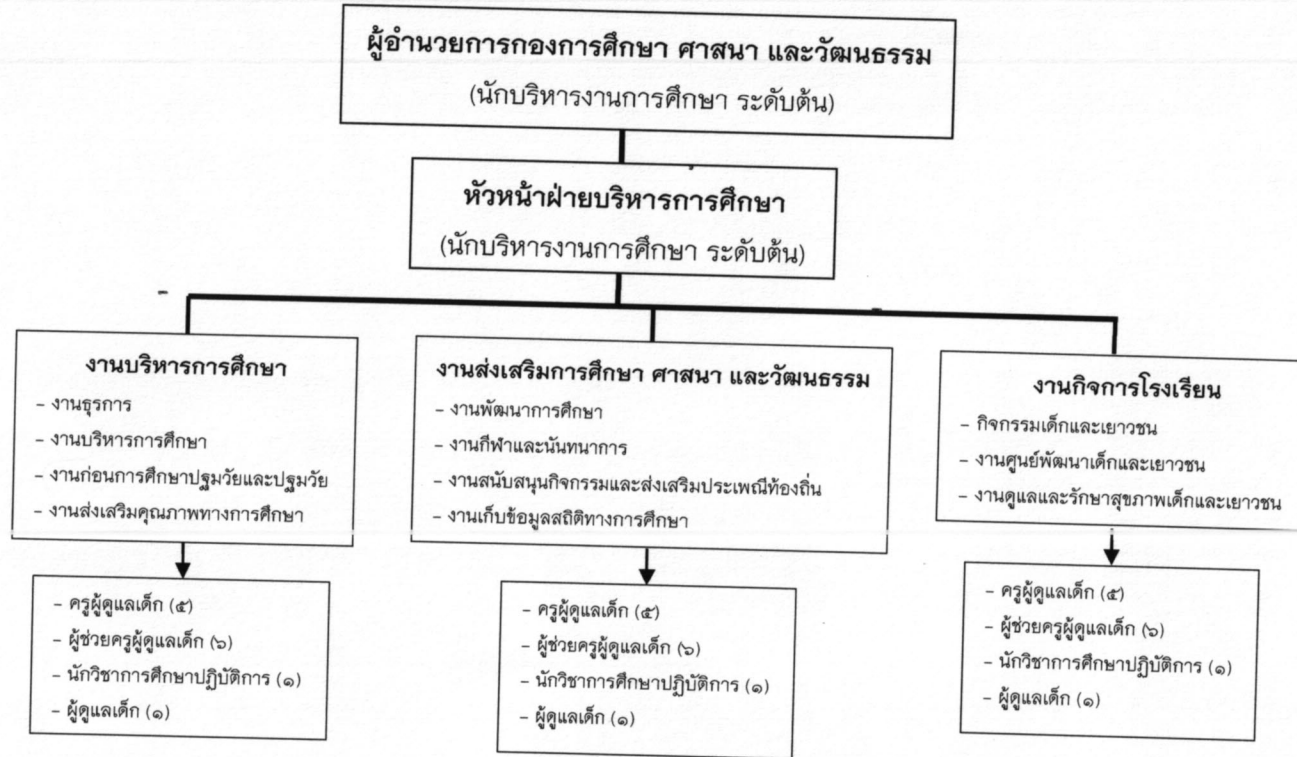 ผู้อำนวยการกองการศึกษา ศาสนา และวัฒนธรรม
(นักบริหารงานการศึกษา ระดับต้น)
หัวหน้าฝ่ายบริหารการศึกษา
(นักบริหารงานการศึกษา ระดับต้น)
งานบริหารการศึกษา
- งานธุรการ
- งานบริหารการศึกษา
- งานก่อนการศึกษาปฐมวัยและปฐมวัย
- งานส่งเสริมคุณภาพทางการศึกษา
งานส่งเสริมการศึกษา ศาสนา และวัฒนธรรม
- งานพัฒนาการศึกษา
- งานกีฬาและนันทนาการ
- งานสนับสนุนกิจกรรมและส่งเสริมประเพณีท้องถิ่น
- งานเก็บข้อมูลสถิติทางการศึกษา
งานกิจการโรงเรียน
- กิจกรรมเด็กและเยาวชน
- งานศูนย์พัฒนาเด็กและเยาวชน
- งานดูแลและรักษาสุขภาพเด็กและเยาวชน
- ครูผู้ดูแลเด็ก (๕)
- ผู้ช่วยครูผู้ดูแลเด็ก (๖)
- นักวิชาการศึกษาปฏิบัติการ (๑)
- ผู้ดูแลเด็ก (๑)
- ครูผู้ดูแลเด็ก (๕)
- ผู้ช่วยครูผู้ดูแลเด็ก (๖)
- นักวิชาการศึกษาปฏิบัติการ (๑)
- ผู้ดูแลเด็ก (๑)
- ครูผู้ดูแลเด็ก (๕)
- ผู้ช่วยครูผู้ดูแลเด็ก (๖)
- นักวิชาการศึกษาปฏิบัติการ (๑)
- ผู้ดูแลเด็ก (๑)